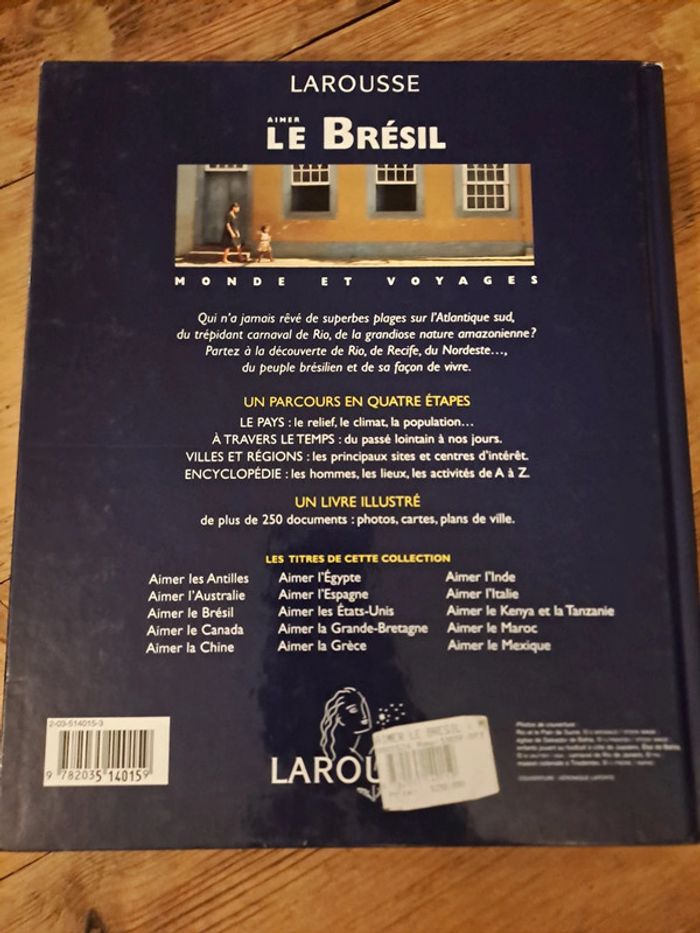 LAROUSSE
AIMER
LE BRÉSIL
MONDE ET VOYAGES
Qui n'a jamais rêvé de superbes plages sur l'Atlantique sud,
du trépidant carnaval de Rio, de la grandiose nature amazonienne ?
Partez à la découverte de Rio, de Recife, du Nordeste...,
du peuple brésilien et de sa façon de vivre.
UN PARCOURS EN QUATRE ÉTAPES
LE PAYS : le relief, le climat, la population...
À TRAVERS LE TEMPS : du passé lointain à nos jours.
VILLES ET RÉGIONS : les principaux sites et centres d'intérêt.
ENCYCLOPÉDIE : les hommes, les lieux, les activités de A à Z.
UN LIVRE ILLUSTRÉ
de plus de 250 documents : photos, cartes, plans de ville.
LES TITRES DE CETTE COLLECTION
Aimer les Antilles
Aimer l'Australie
Aimer le Brésil
Aimer le Canada
Aimer la Chine
Aimer l'Égypte
Aimer l'Espagne
Aimer les États-Unis
Aimer la Grande-Bretagne
Aimer la Grèce
Aimer l'Inde
Aimer l'Italie
Aimer le Kenya et la Tanzanie
Aimer le Maroc
Aimer le Mexique
2-03-514015-3
9 782035 140159
LAROUS
AIMER LE BRESIL
Photos de couverture :